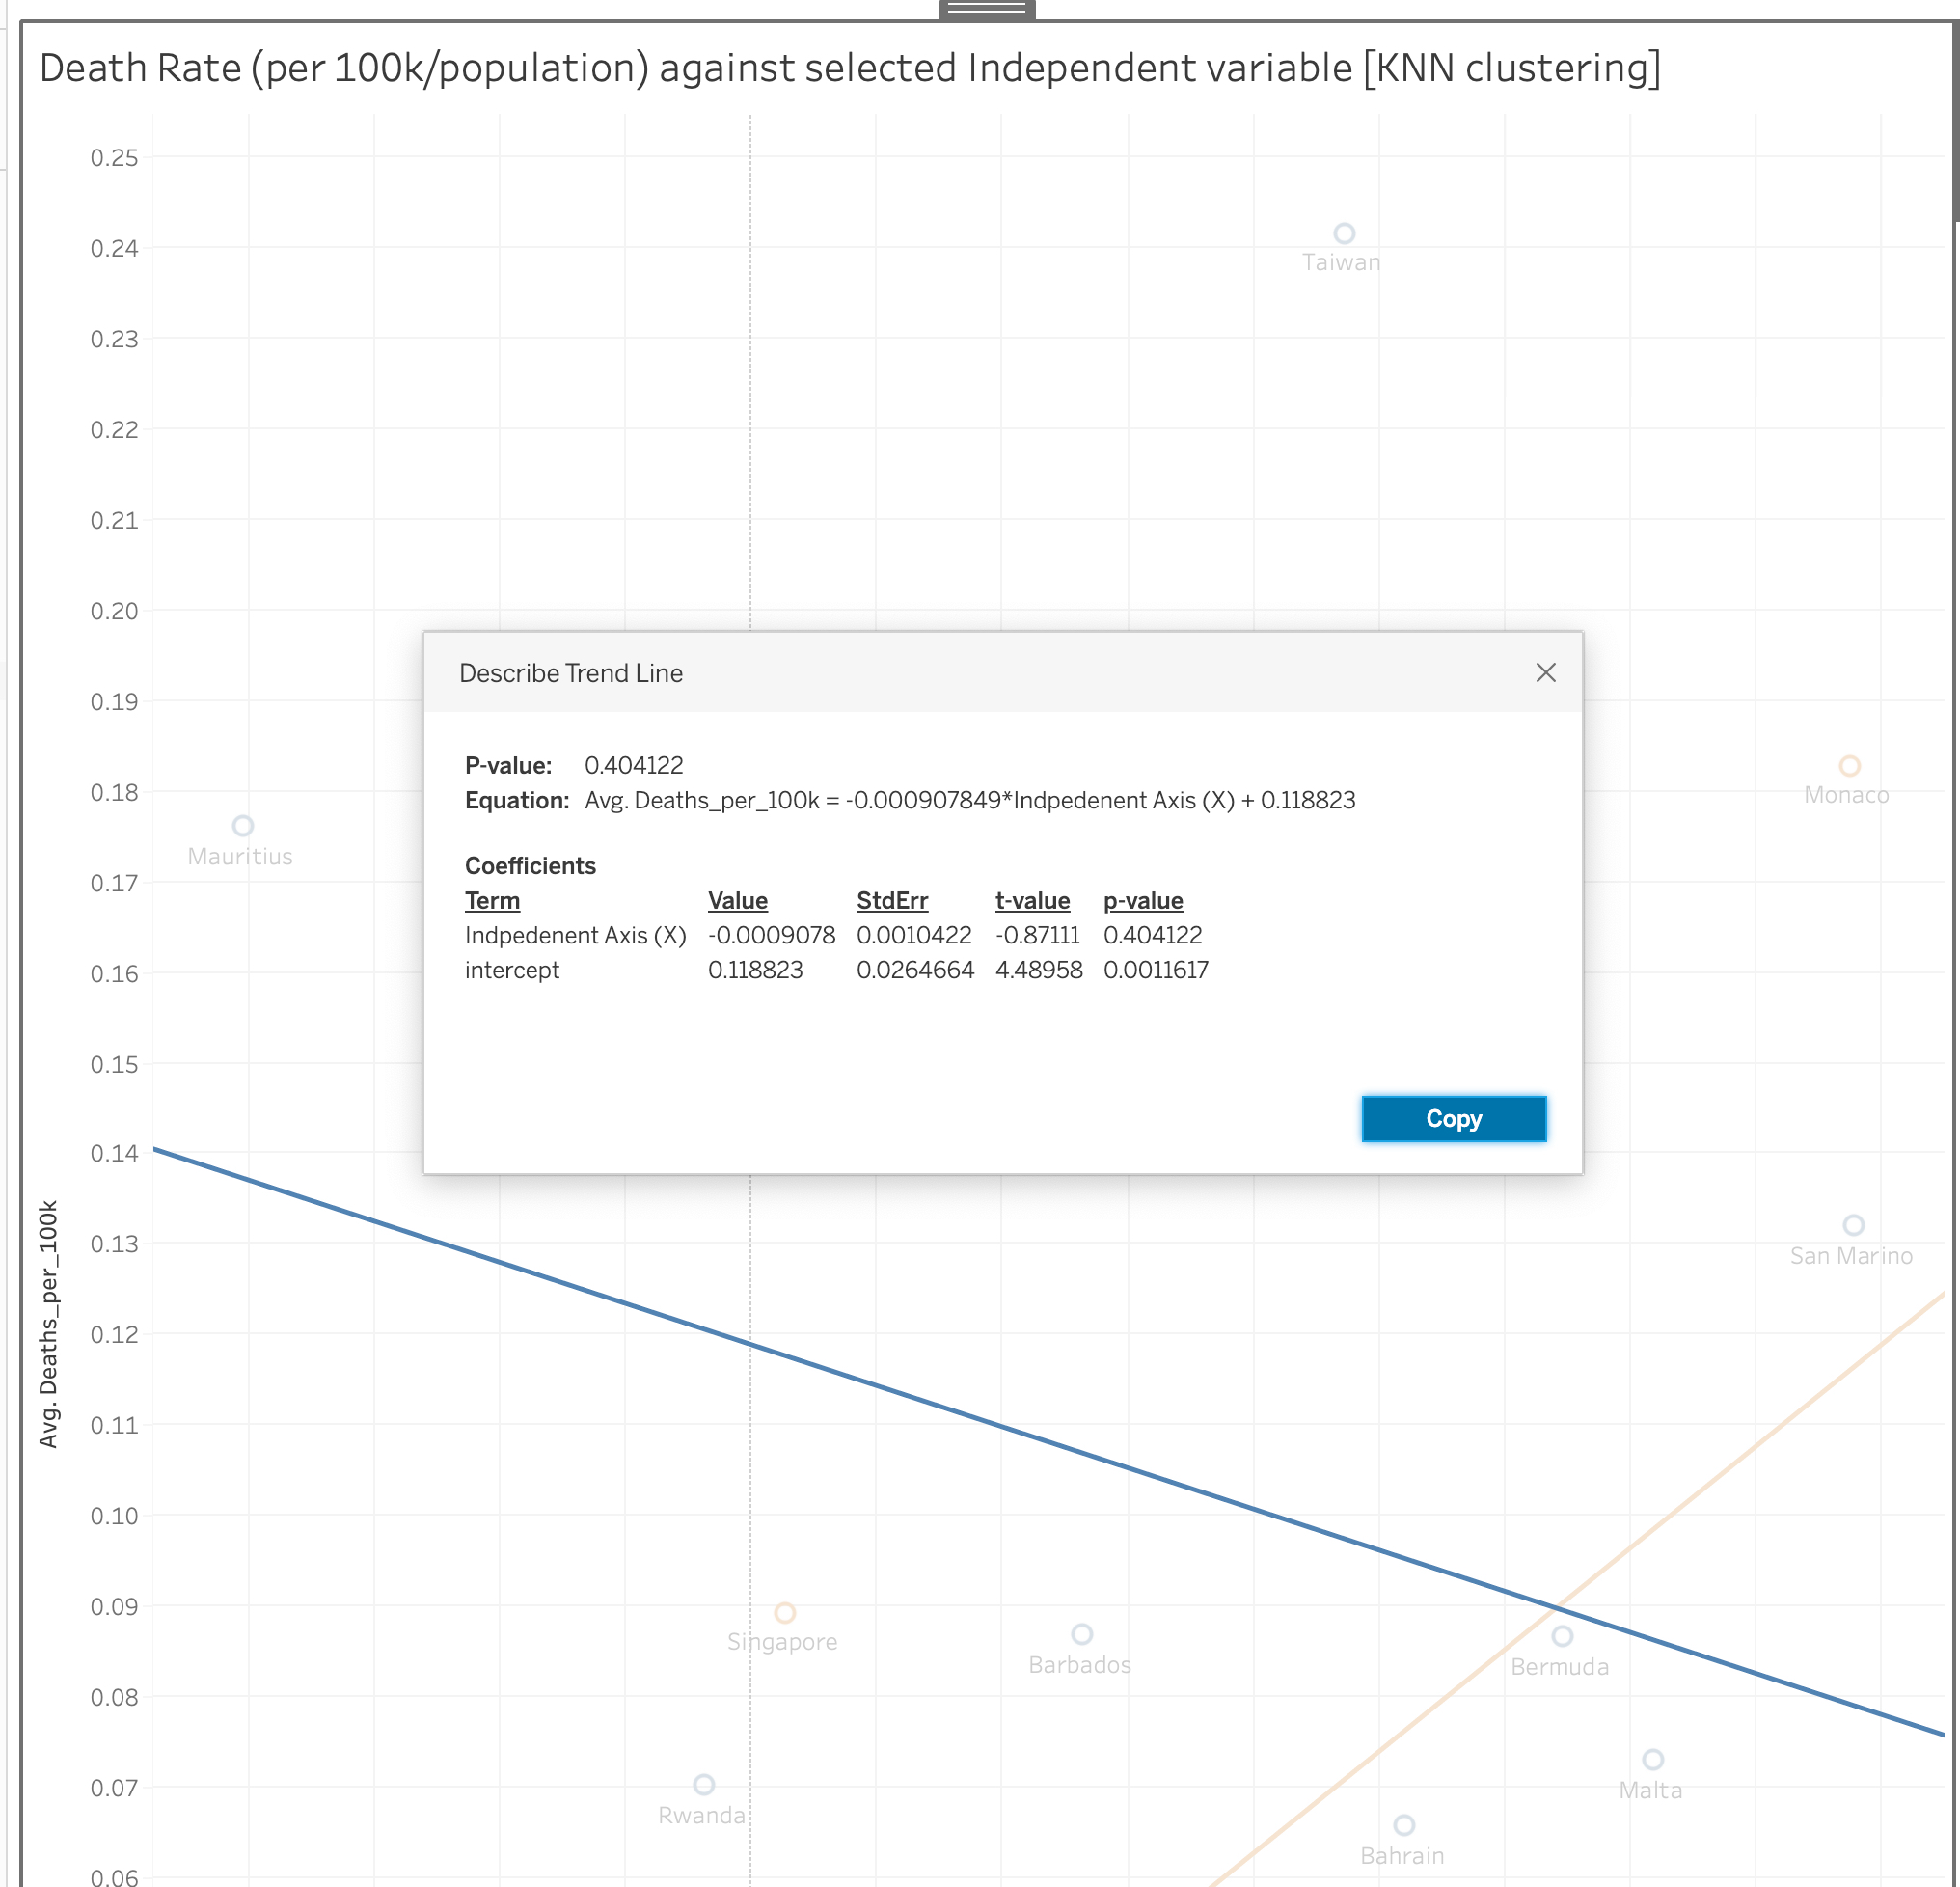 Death Rate (per 100k/population) against selected Independent variable [KNN clustering]
0.25
0.24
Taiwan
0.23
0.22
0.21
0.20
Describe Trend Line
0.19
P-value: 0.404122
0.18
Monaco
Equation: Avg. Deaths_per_100k = -0.000907849*Indpedenent Axis (X) + 0.118823
Mauritius
Coefficients
0.17
Term Value StdErr t-value p-value
Indpedenent Axis (X) -0.0009078 0.0010422 -0.87111 0.404122
intercept 0.118823 0.0264664 4.48958 0.0011617
0.16
0.15
Copy
0.14
0.13
San Marino
Avg. Deaths_per_100k
0.12
0.11
0.10
0.09
Singapore
Barbados
Bermuda
0.08
0.07
Malta
Rwanda
Bahrain
0.06